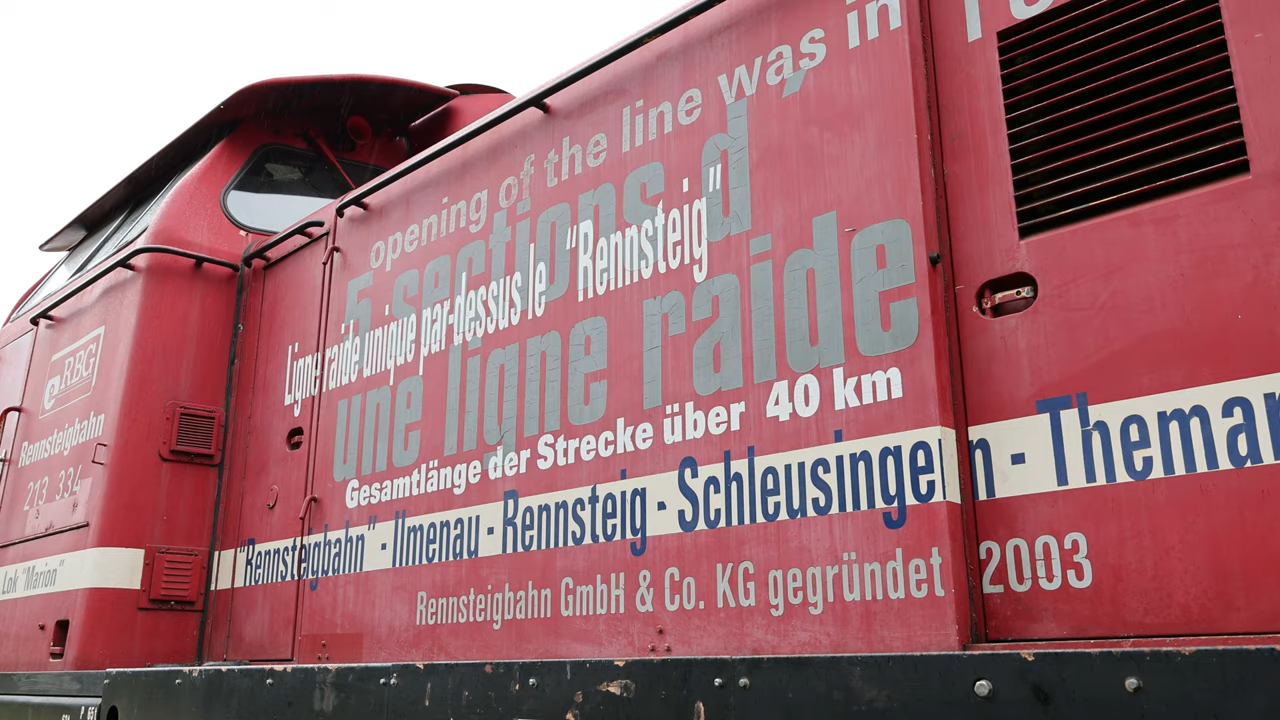 opening of the line was in
5 sections d'
Ligne raide unique par-dessus le "Rennsteig"
une ligne raide
Gesamtlänge der Strecke über 40 km
"Rennsteigbahn" - Ilmenau - Rennsteig - Schleusingen - Themar
Rennsteigbahn GmbH & Co. KG gegründet 2003
RBG
Rennsteigbahn
213 334
Lok "Marion"